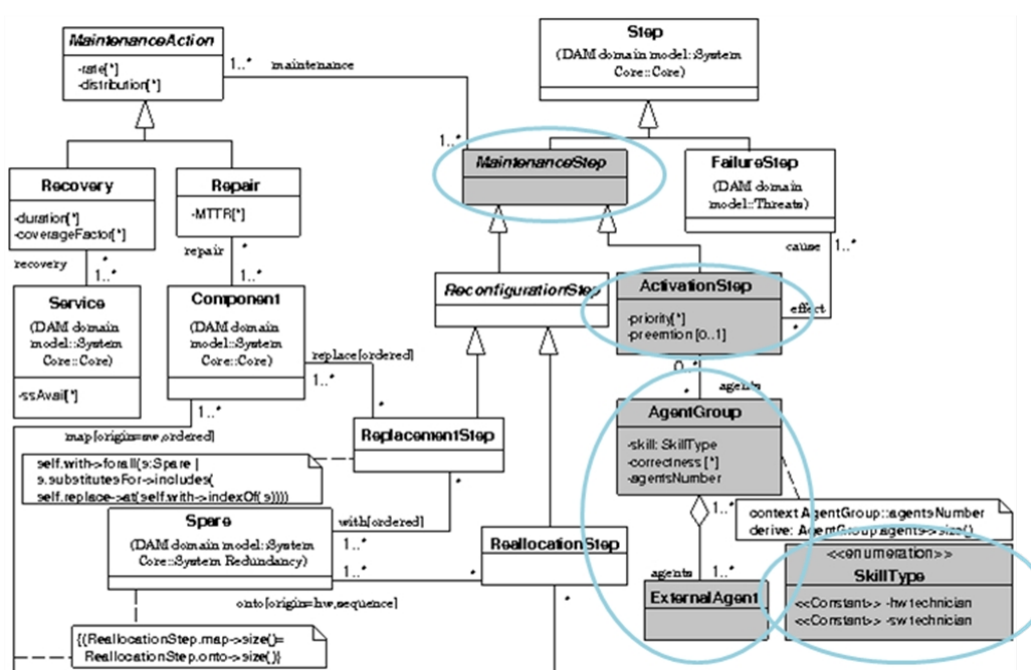 MaintenanceAction
-rate[*]
-distribution[*]
1..*
maintenance
1..*
Step
(DAM domain model::System
Core::Core)
MaintenanceStep
FailureStep
(DAM domain
model::Threats)
Recovery
-duration[*]
-coverageFactor[*]
Repair
-MTTR[*]
recovery
*
1..*
repair
*
1..*
cause
1..*
Service
(DAM domain
model::System
Core::Core)
-ssAvail[*]
Component
(DAM domain
model::System
Core::Core)
ReconfigurationStep
ActivationStep
-priority[*]
-preemtion [0..1]
effect
*
replace{ordered}
1..*
*
0..*
*
agents
1..*
map{origin=sw,ordered}
ReplacementStep
AgentGroup
-skill: SkillType
-correctness [*]
-agentsNumber
self.with->forall(s:Spare |
s.substitutesFor->includes(
self.replace->at(self.with->indexOf(s))))
*
with{ordered}
1..*
Spare
(DAM domain model::System
Core::System Redundancy)
1..*
*
ReallocationStep
*
onto{origin=hw,sequence}
1..*
context AgentGroup::agentsNumber
derive: AgentGroup.agents->size()
agents
1..*
ExternalAgent
<<enumeration>>
SkillType
<<Constant>> -hw technician
<<Constant>> -sw technician
{(ReallocationStep.map->size()=
ReallocationStep.onto->size()}